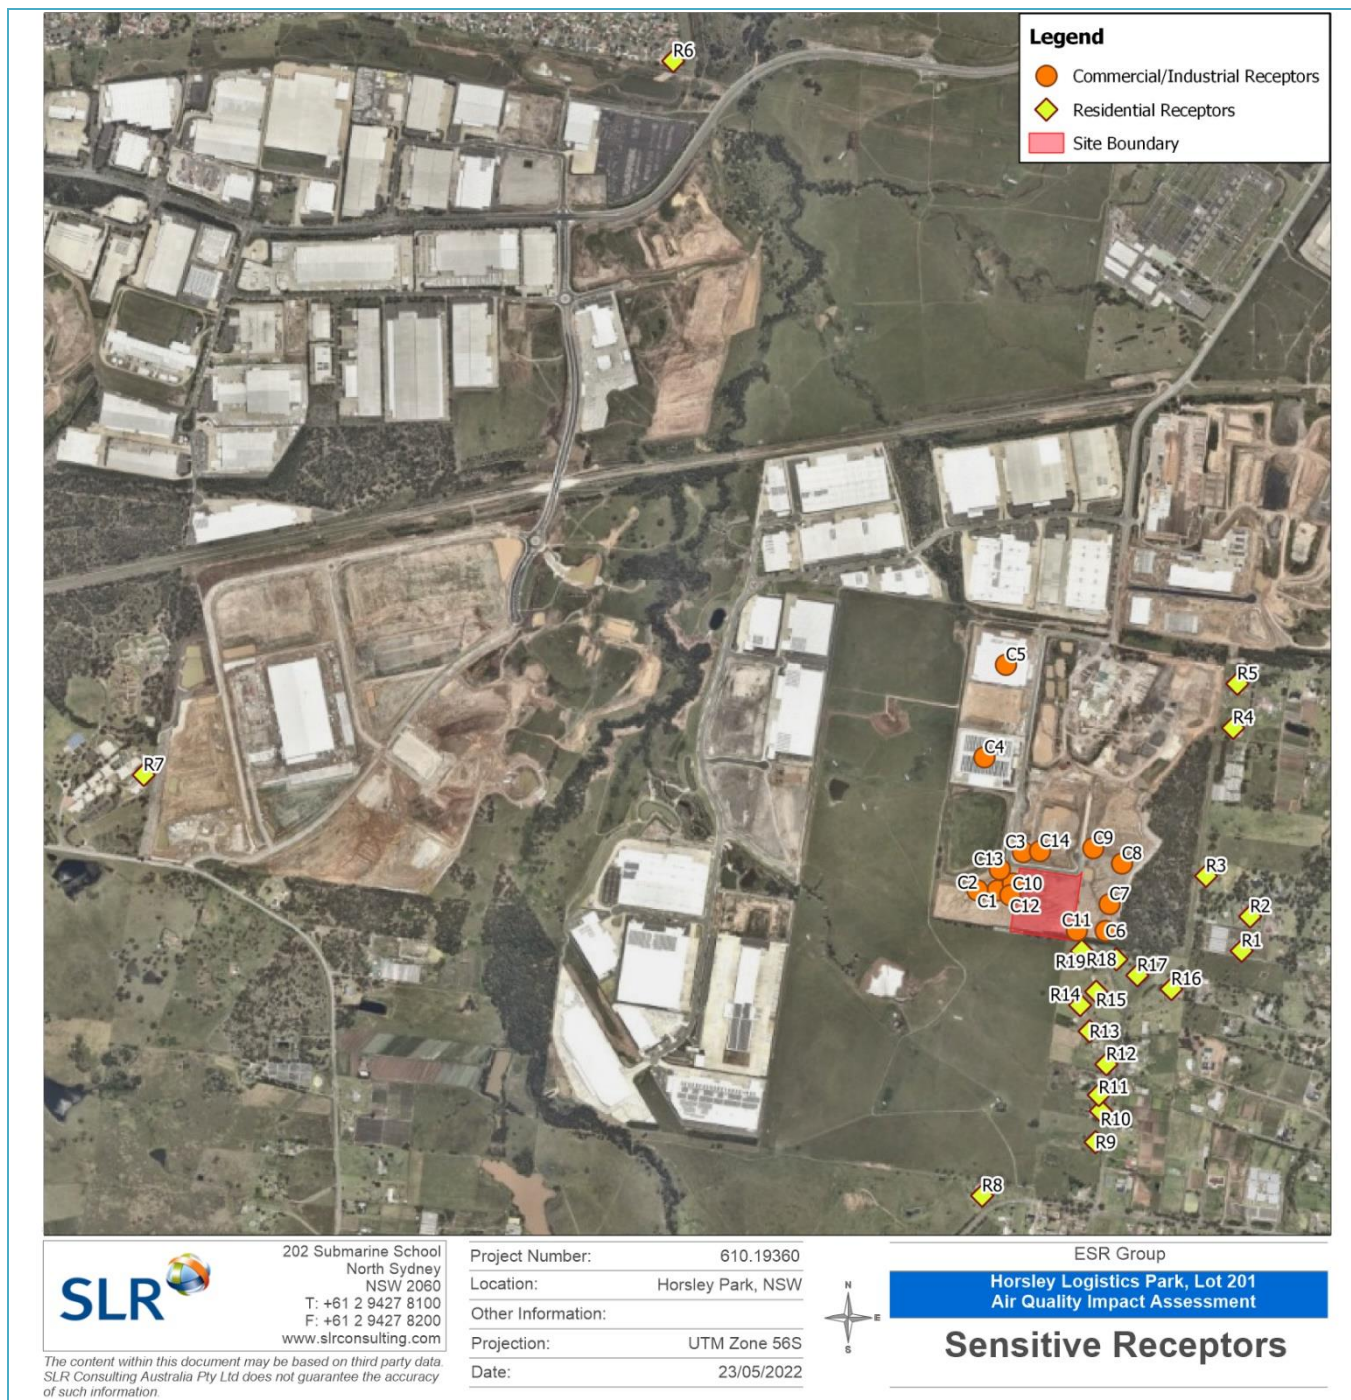 Legend
Commercial/Industrial Receptors
Residential Receptors
Site Boundary
R6
C5
R5
R4
C4
R7
C3
C14
C9
C8
C13
C2
C1
C10
C12
R3
C7
R2
C11
C6
R1
R19
R18
R17
R16
R14
R15
R13
R12
R11
R10
R9
R8
SLR
202 Submarine School
North Sydney
NSW 2060
T: +61 2 9427 8100
F: +61 2 9427 8200
www.slrconsulting.com
The content within this document may be based on third party data.
SLR Consulting Australia Pty Ltd does not guarantee the accuracy
of such information.
Project Number: 610.19360
Location: Horsley Park, NSW
Other Information:
Projection: UTM Zone 56S
Date: 23/05/2022
N
E
S
ESR Group
Horsley Logistics Park, Lot 201
Air Quality Impact Assessment
Sensitive Receptors